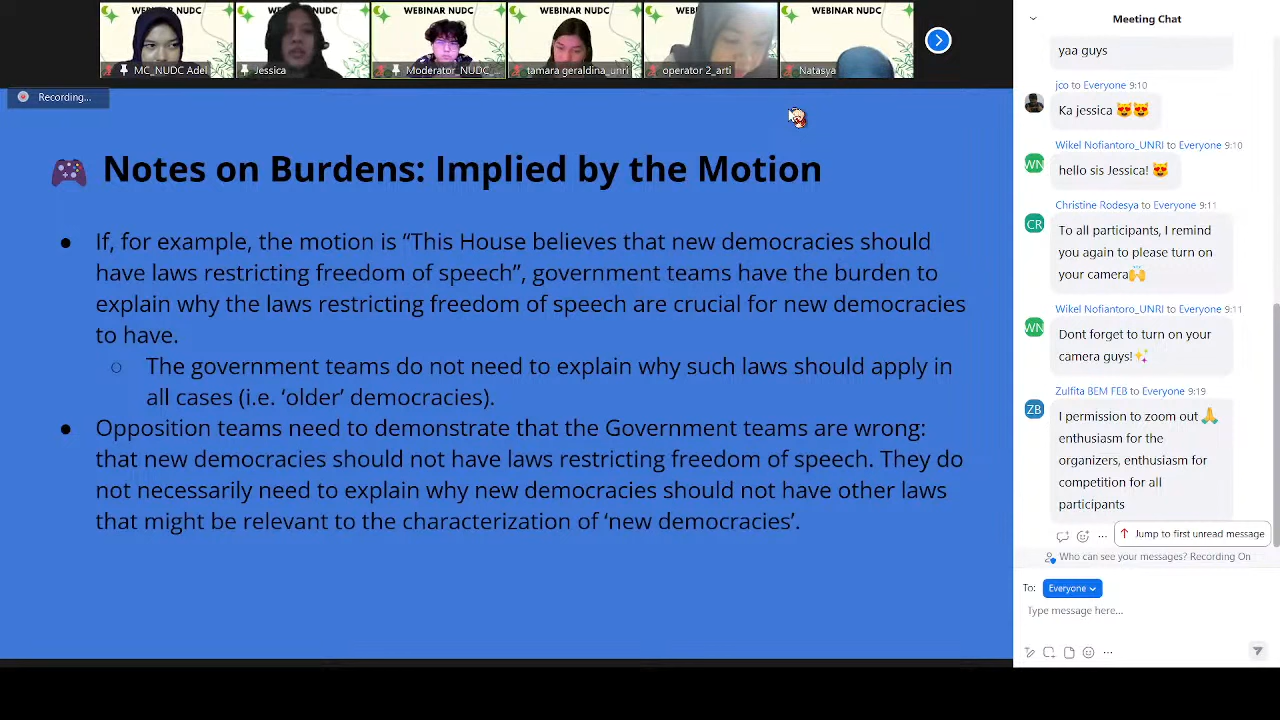 WEBINAR NUDC
MC_NUDC Adel
Jessica
WEBINAR NUDC
Moderator_NUDC_...
WEBINAR NUDC
tamara geraldina_unri
operator 2_arti
WEBINAR NUDC
Natasya
Recording...
Notes on Burdens: Implied by the Motion
● If, for example, the motion is “This House believes that new democracies should
have laws restricting freedom of speech”, government teams have the burden to
explain why the laws restricting freedom of speech are crucial for new democracies
to have.
○ The government teams do not need to explain why such laws should apply in
all cases (i.e. ‘older’ democracies).
● Opposition teams need to demonstrate that the Government teams are wrong:
that new democracies should not have laws restricting freedom of speech. They do
not necessarily need to explain why new democracies should not have other laws
that might be relevant to the characterization of ‘new democracies’.
Meeting Chat
yaa guys
jco to Everyone 9:10
Ka jessica 😻😻
Wikel Nofiantoro_UNRI to Everyone 9:10
WN
hello sis Jessica! 😻
Christine Rodesya to Everyone 9:11
CR
To all participants, I remind
you again to please turn on
your camera🙌
Wikel Nofiantoro_UNRI to Everyone 9:11
WN
Dont forget to turn on your
camera guys!✨
Zulfita BEM FEB to Everyone 9:19
ZB
I permission to zoom out 🙏
enthusiasm for the
organizers, enthusiasm for
competition for all
participants
Jump to first unread message
Who can see your messages? Recording On
To: Everyone
Type message here...